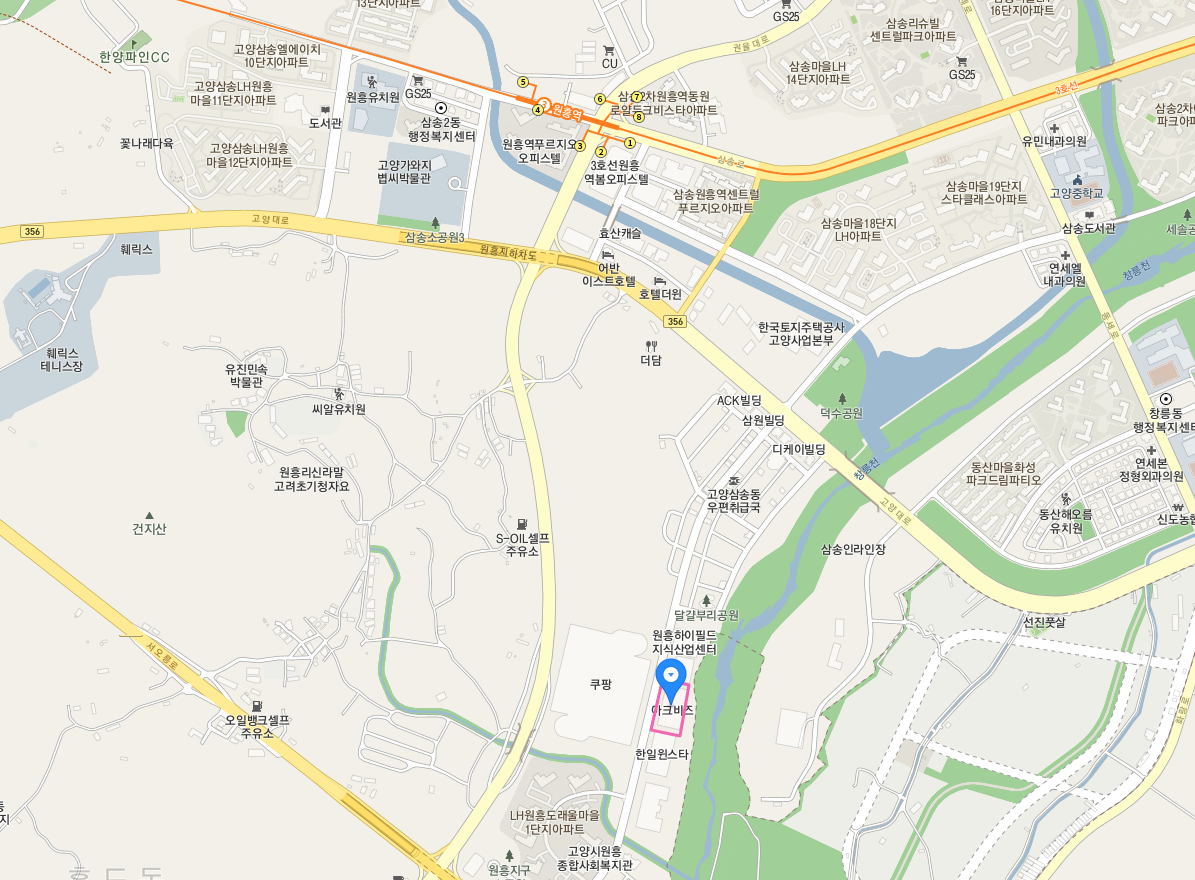 13단지아파트
GS25
16단지아파트
삼송리슈빌
센트럴파크아파트
권율대로
고양삼송엘에이치
10단지아파트
한양파인CC
CU
삼송마을LH
14단지아파트
GS25
원흥유치원
GS25
고양삼송LH원흥
마을11단지아파트
도서관
삼송2동
행정복지센터
5
4
원흥역
6
7
8
3
2
1
3호선
유민내과의원
꽃나래다육
고양삼송LH원흥
마을12단지아파트
고양가와지
볍씨박물관
원흥역푸르지오
오피스텔
3호선원흥
역봄오피스텔
삼송로
고양중학교
삼송원흥역센트럴
푸르지오아파트
삼송마을19단지
스타클래스아파트
삼송마을18단지
LH아파트
삼송도서관
356
고양대로
삼송소공원3
원흥지하차도
효산캐슬
훼릭스
어반
이스트호텔
호텔더윈
연세엘
내과의원
창릉천
356
한국토지주택공사
고양사업본부
동세로
훼릭스
테니스장
더담
유진민속
박물관
씨알유치원
ACK빌딩
삼원빌딩
덕수공원
창릉동
행정복지센터
디케이빌딩
창릉천
원흥리신라말
고려초기청자요
동산마을화성
파크드림파티오
연세본
정형외과의원
고양삼송동
우편취급국
고양대로
동산해오름
유치원
신도농협
건지산
S-OIL셀프
주유소
삼송인라인장
달걀부리공원
선진풋살
원흥하이필드
지식산업센터
서오릉로
쿠팡
아크비즈
화랑로
오일뱅크셀프
주유소
한일윈스타
LH원흥도래울마을
1단지아파트
고양시원흥
종합사회복지관
원흥지구